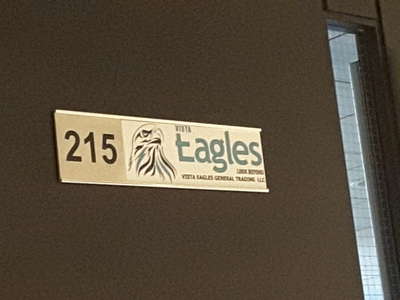 215
VISTA
Eagles
LOOK BEYOND
VISTA EAGLES GENERAL TRADING LLC